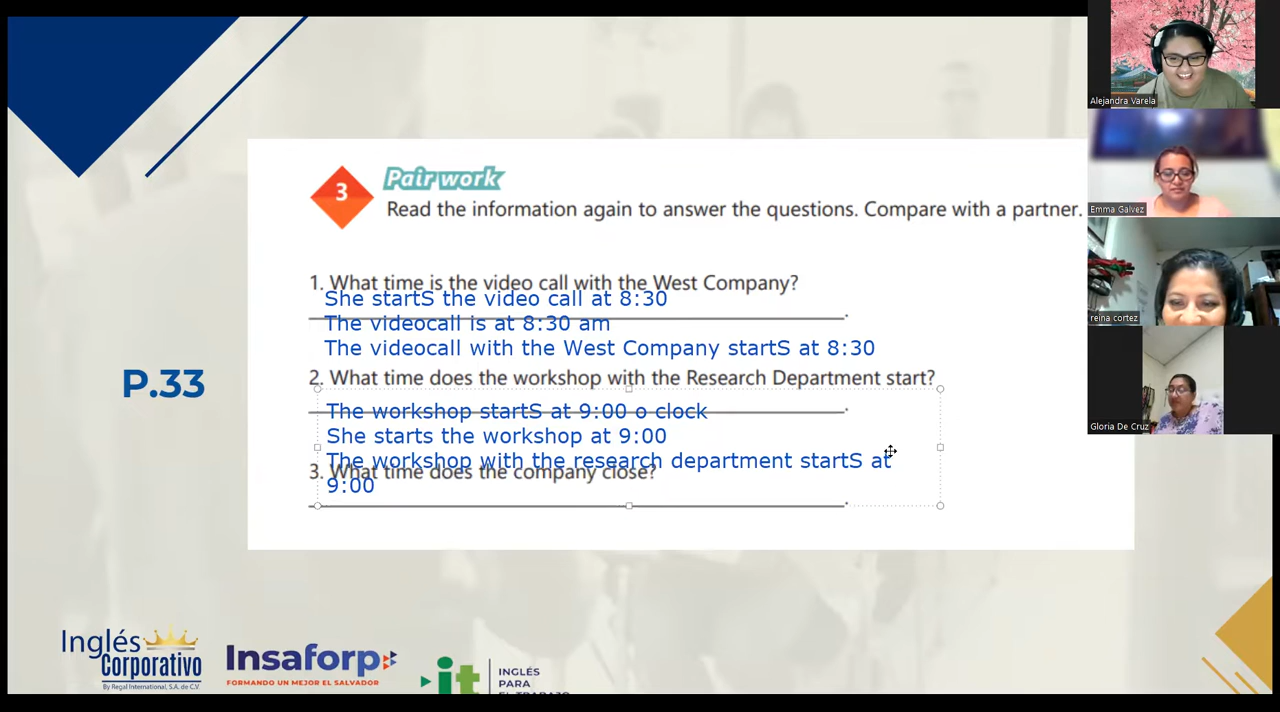 Alejandra Varela
Emma Galvez
reina cortez
Gloria De Cruz
3
Pair work
Read the information again to answer the questions. Compare with a partner.
1. What time is the video call with the West Company?
She startS the video call at 8:30
The videocall is at 8:30 am
The videocall with the West Company startS at 8:30
P.33
2. What time does the workshop with the Research Department start?
The workshop startS at 9:00 o clock
She starts the workshop at 9:00
The workshop with the research department startS at
9:00
3. What time does the company close?
Inglés
Corporativo
By Regal International, S.A. de C.V.
Insaforp
FORMANDO UN MEJOR EL SALVADOR
it
INGLÉS
PARA
EL TRABAJO